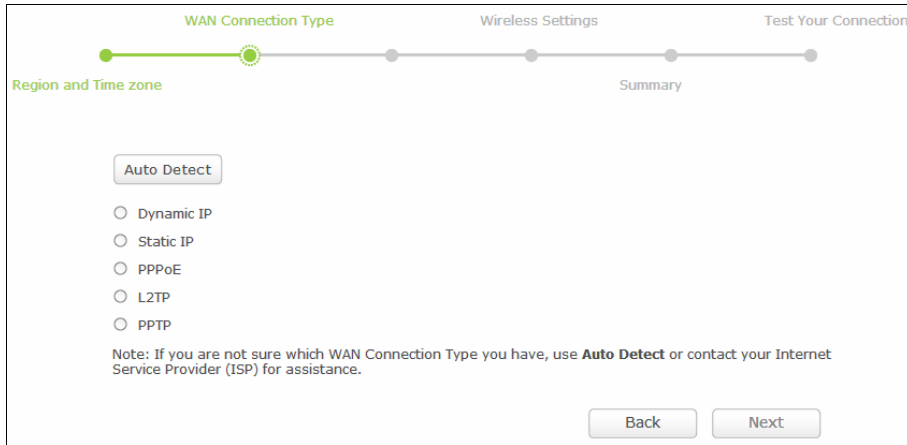 WAN Connection Type Wireless Settings Test Your Connection
Region and Time zone Summary
Auto Detect
Dynamic IP
Static IP
PPPoE
L2TP
PPTP
Note: If you are not sure which WAN Connection Type you have, use Auto Detect or contact your Internet
Service Provider (ISP) for assistance.
Back Next